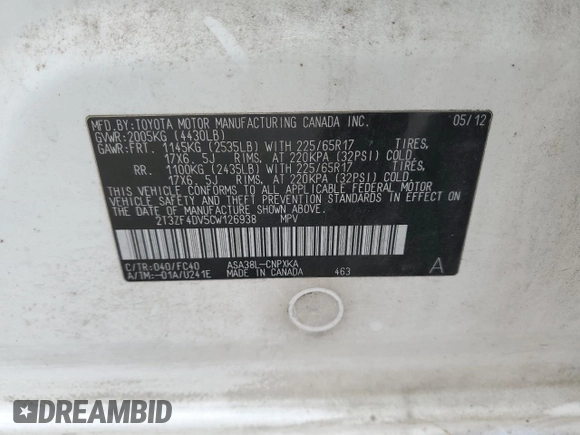 MFD.BY:TOYOTA MOTOR MANUFACTURING CANADA INC. 05/12
GVWR:2005KG (4430LB)
GAWR:FRT. 1145KG (2535LB) WITH 225/65R17 TIRES,
17X6.5J RIMS, AT 220KPA (32PSI) COLD.
RR. 1100KG (2435LB) WITH 225/65R17 TIRES,
17X6.5J RIMS, AT 220KPA (32PSI) COLD.
THIS VEHICLE CONFORMS TO ALL APPLICABLE FEDERAL MOTOR
VEHICLE SAFETY AND THEFT PREVENTION STANDARDS IN EFFECT ON
THE DATE OF MANUFACTURE SHOWN ABOVE.
2T3ZF4DV5CW126938 MPV
C/TR:040/FC40 ASA38L-CNPXKA
A/TM:-01A/U241E MADE IN CANADA 463 A
DREAMBID